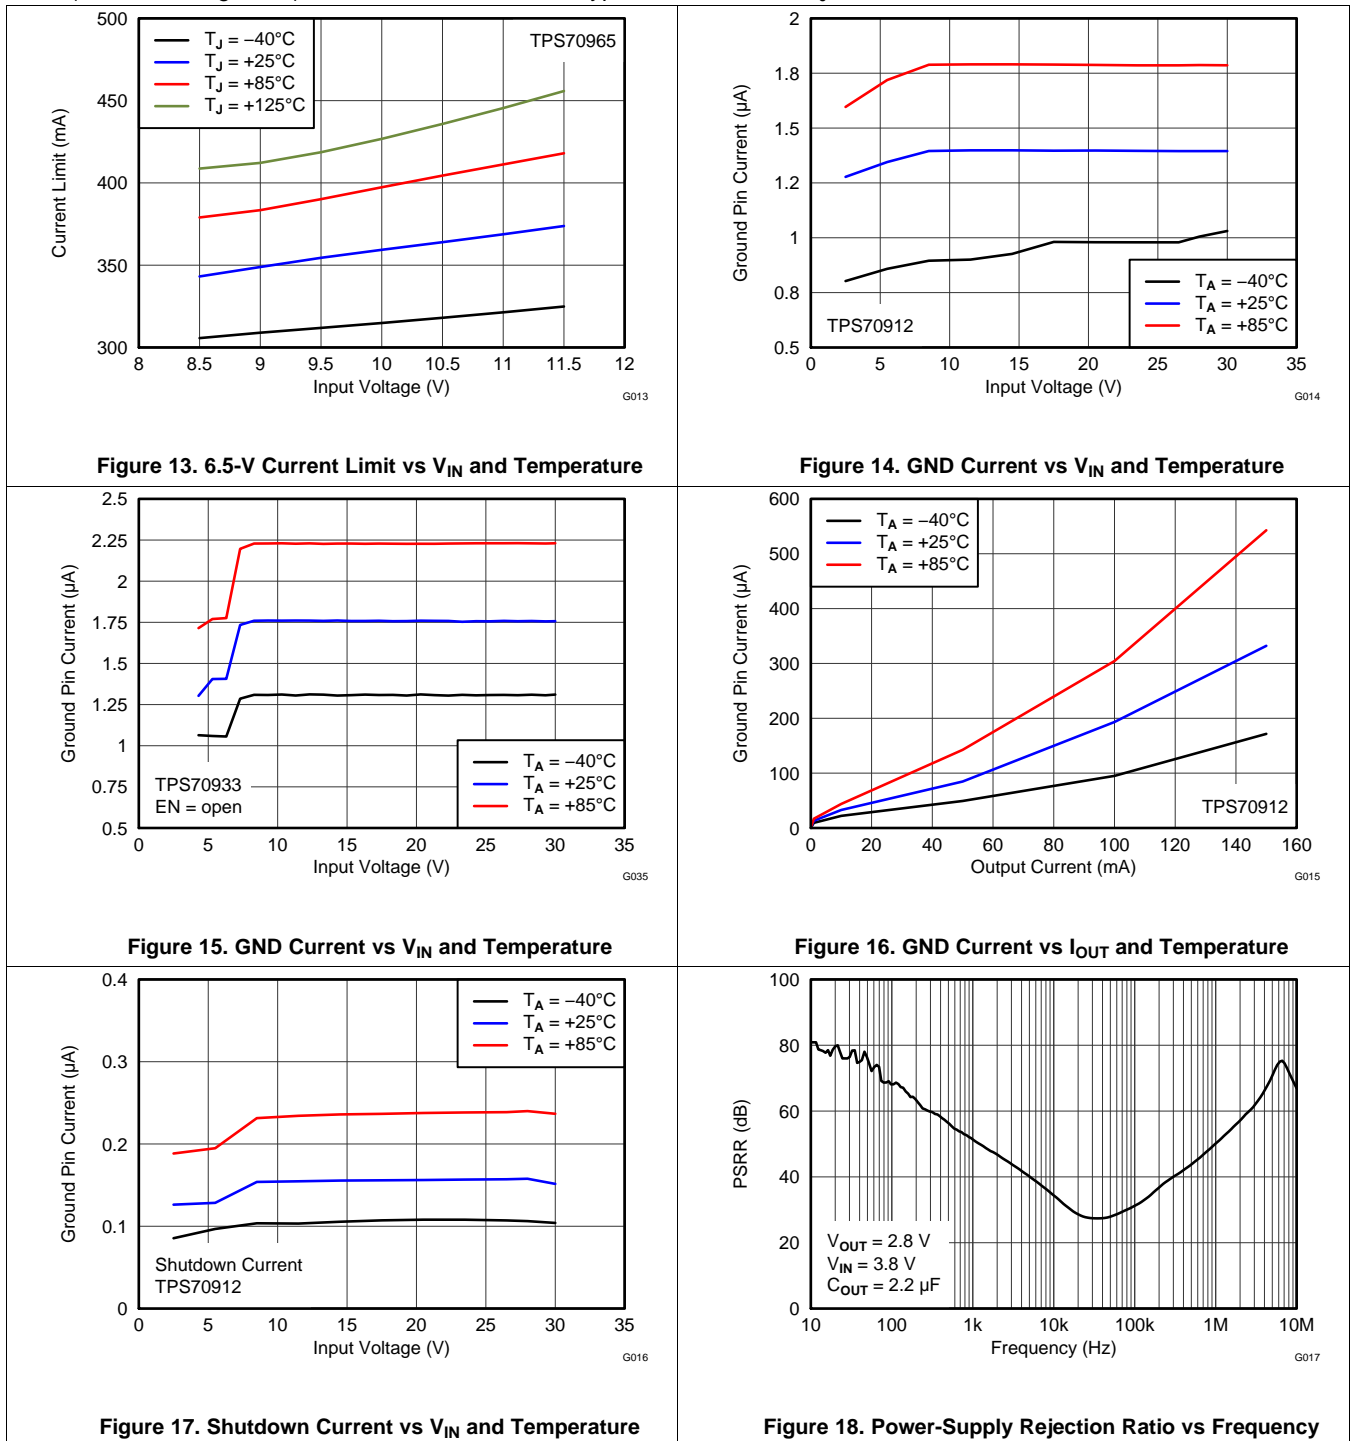 500
450
400
350
300
Current Limit (mA)
TJ = −40°C
TJ = +25°C
TJ = +85°C
TJ = +125°C
TPS70965
8 8.5 9 9.5 10 10.5 11 11.5 12
Input Voltage (V)
G013
Figure 13. 6.5-V Current Limit vs VIN and Temperature
2
1.8
1.5
1.2
1
0.8
0.5
Ground Pin Current (µA)
TPS70912
TA = −40°C
TA = +25°C
TA = +85°C
0 5 10 15 20 25 30 35
Input Voltage (V)
G014
Figure 14. GND Current vs VIN and Temperature
2.5
2.25
2
1.75
1.5
1.25
1
0.75
0.5
Ground Pin Current (µA)
TPS70933
EN = open
TA = −40°C
TA = +25°C
TA = +85°C
0 5 10 15 20 25 30 35
Input Voltage (V)
G035
Figure 15. GND Current vs VIN and Temperature
600
500
400
300
200
100
0
Ground Pin Current (µA)
TA = −40°C
TA = +25°C
TA = +85°C
TPS70912
0 20 40 60 80 100 120 140 160
Output Current (mA)
G015
Figure 16. GND Current vs IOUT and Temperature
0.4
0.3
0.2
0.1
0
Ground Pin Current (µA)
TA = −40°C
TA = +25°C
TA = +85°C
Shutdown Current
TPS70912
0 5 10 15 20 25 30 35
Input Voltage (V)
G016
Figure 17. Shutdown Current vs VIN and Temperature
100
80
60
40
20
0
PSRR (dB)
VOUT = 2.8 V
VIN = 3.8 V
COUT = 2.2 µF
10 100 1k 10k 100k 1M 10M
Frequency (Hz)
G017
Figure 18. Power-Supply Rejection Ratio vs Frequency